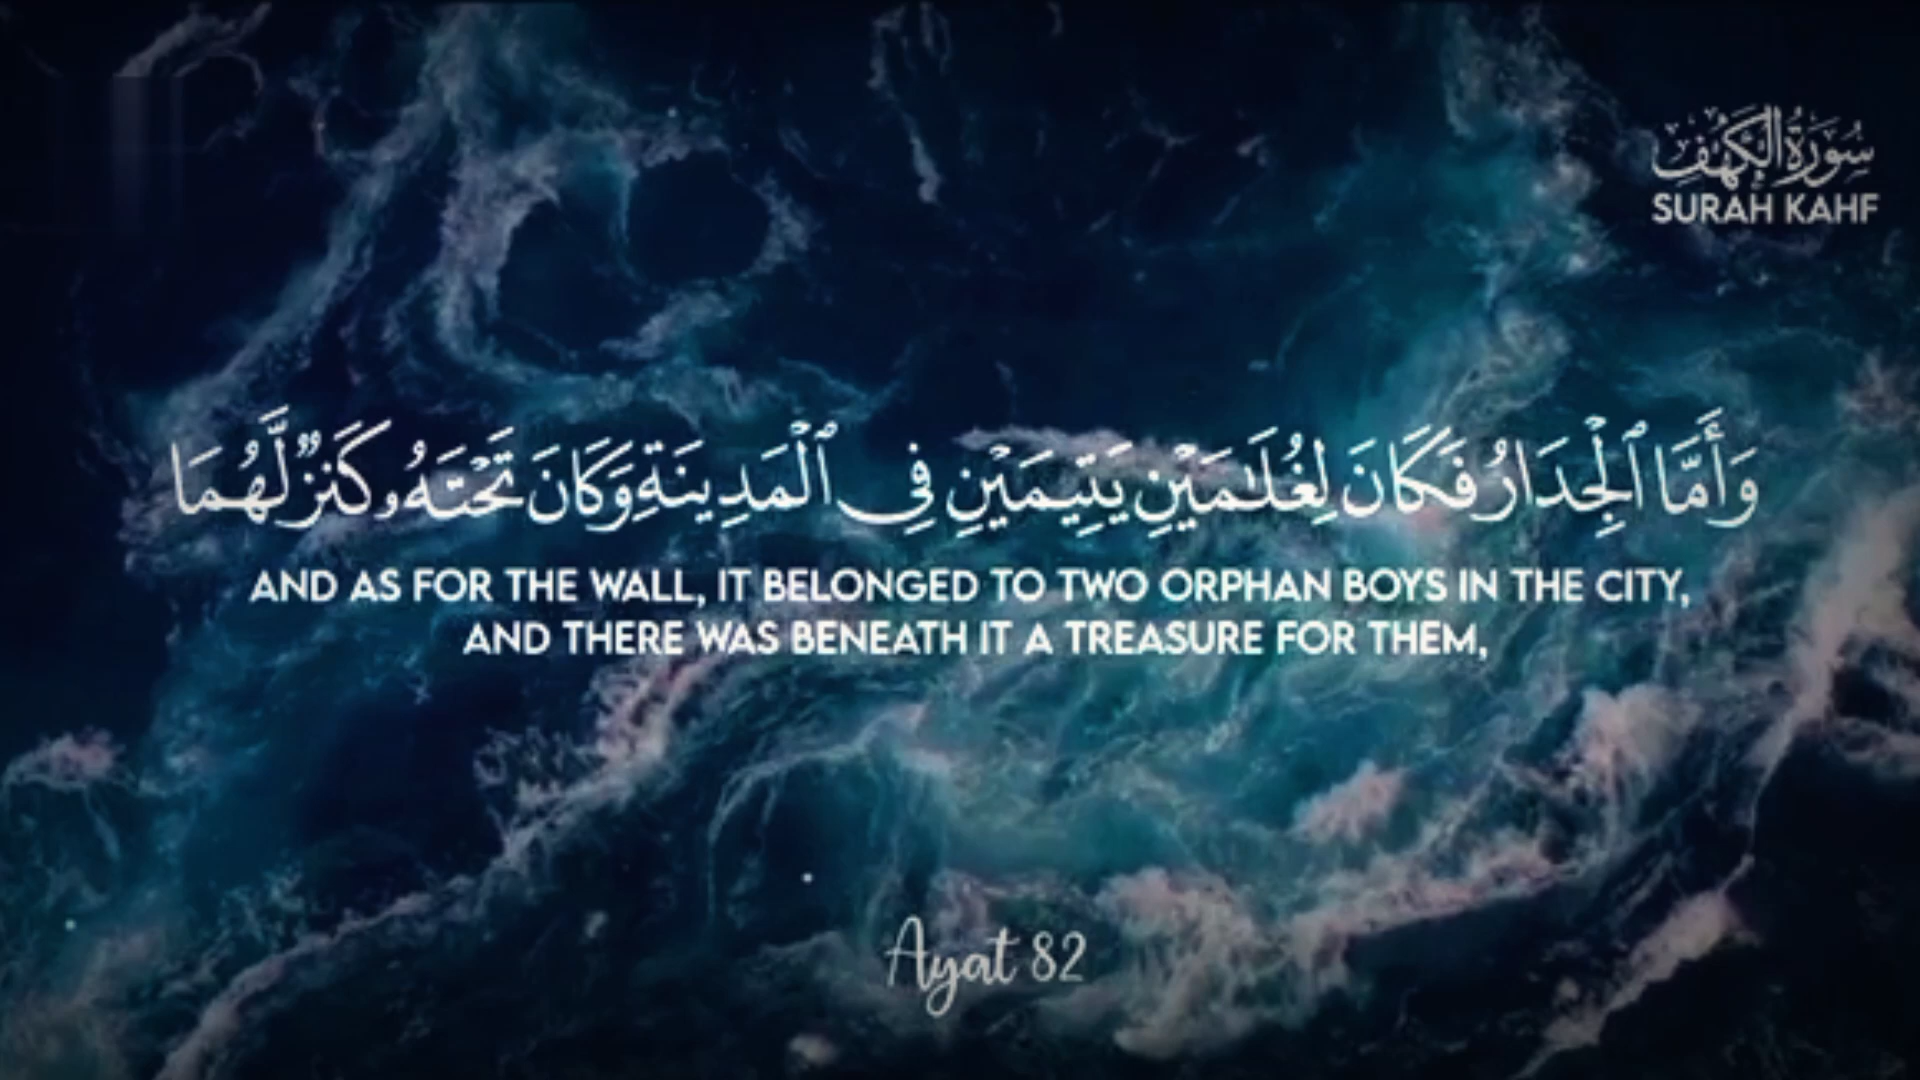 سُورَةُ الكَهْفِ
SURAH KAHF
وَأَمَّا ٱلْجِدَارُ فَكَانَ لِغُلَـٰمَيْنِ يَتِيمَيْنِ فِى ٱلْمَدِينَةِ وَكَانَ تَحْتَهُۥ كَنزٌ لَّهُمَا
AND AS FOR THE WALL, IT BELONGED TO TWO ORPHAN BOYS IN THE CITY,
AND THERE WAS BENEATH IT A TREASURE FOR THEM,
Ayat 82